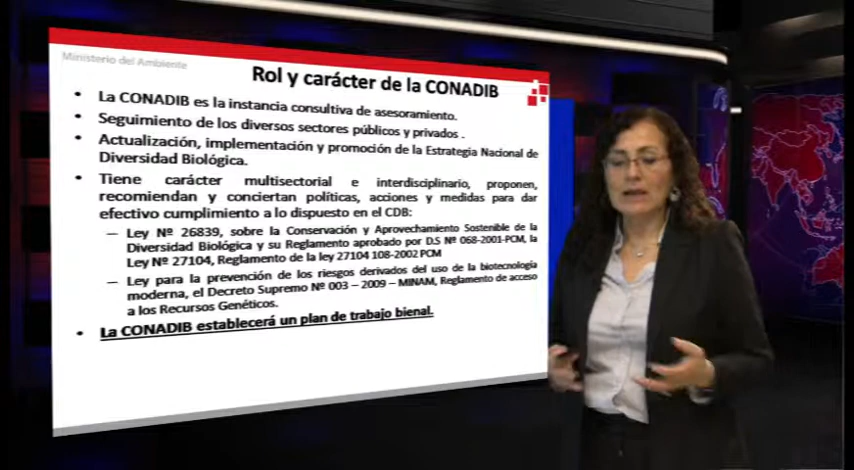 Ministerio del Ambiente
Rol y carácter de la CONADIB
• La CONADIB es la instancia consultiva de asesoramiento.
• Seguimiento de los diversos sectores públicos y privados .
• Actualización, implementación y promoción de la Estrategia Nacional de
Diversidad Biológica.
• Tiene carácter multisectorial e interdisciplinario, proponen,
recomiendan y conciertan políticas, acciones y medidas para dar
efectivo cumplimiento a lo dispuesto en el CDB:
– Ley Nº 26839, sobre la Conservación y Aprovechamiento Sostenible de la
Diversidad Biológica y su Reglamento aprobado por D.S Nº 068-2001-PCM, la
Ley Nº 27104, Reglamento de la ley 27104 108-2002 PCM
– Ley para la prevención de los riesgos derivados del uso de la biotecnología
moderna, el Decreto Supremo Nº 003 – 2009 – MINAM, Reglamento de acceso
a los Recursos Genéticos.
• La CONADIB establecerá un plan de trabajo bienal.